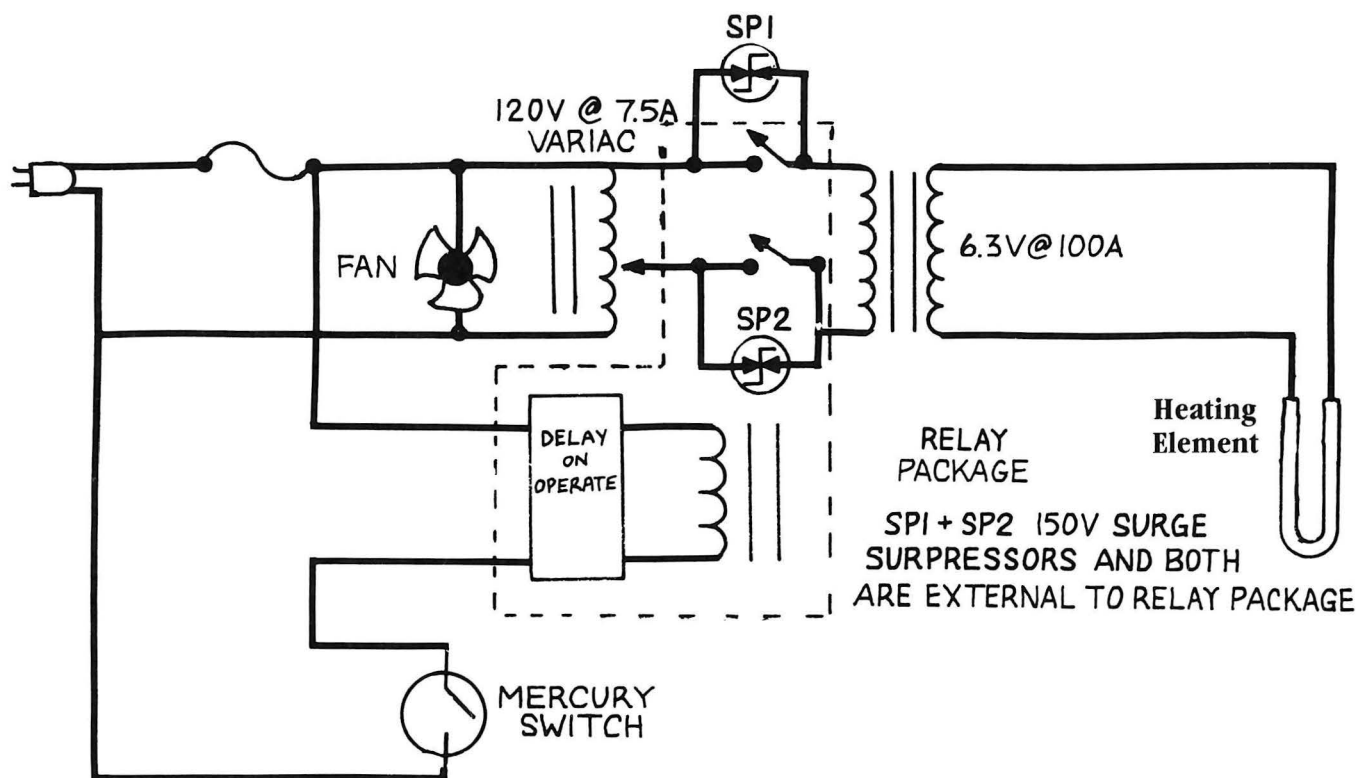 SP1
120V @ 7.5A
VARIAC
FAN
6.3V@100A
SP2
DELAY
ON
OPERATE
Heating
Element
RELAY
PACKAGE
SP1 + SP2 150V SURGE
SURPRESSORS AND BOTH
ARE EXTERNAL TO RELAY PACKAGE
MERCURY
SWITCH